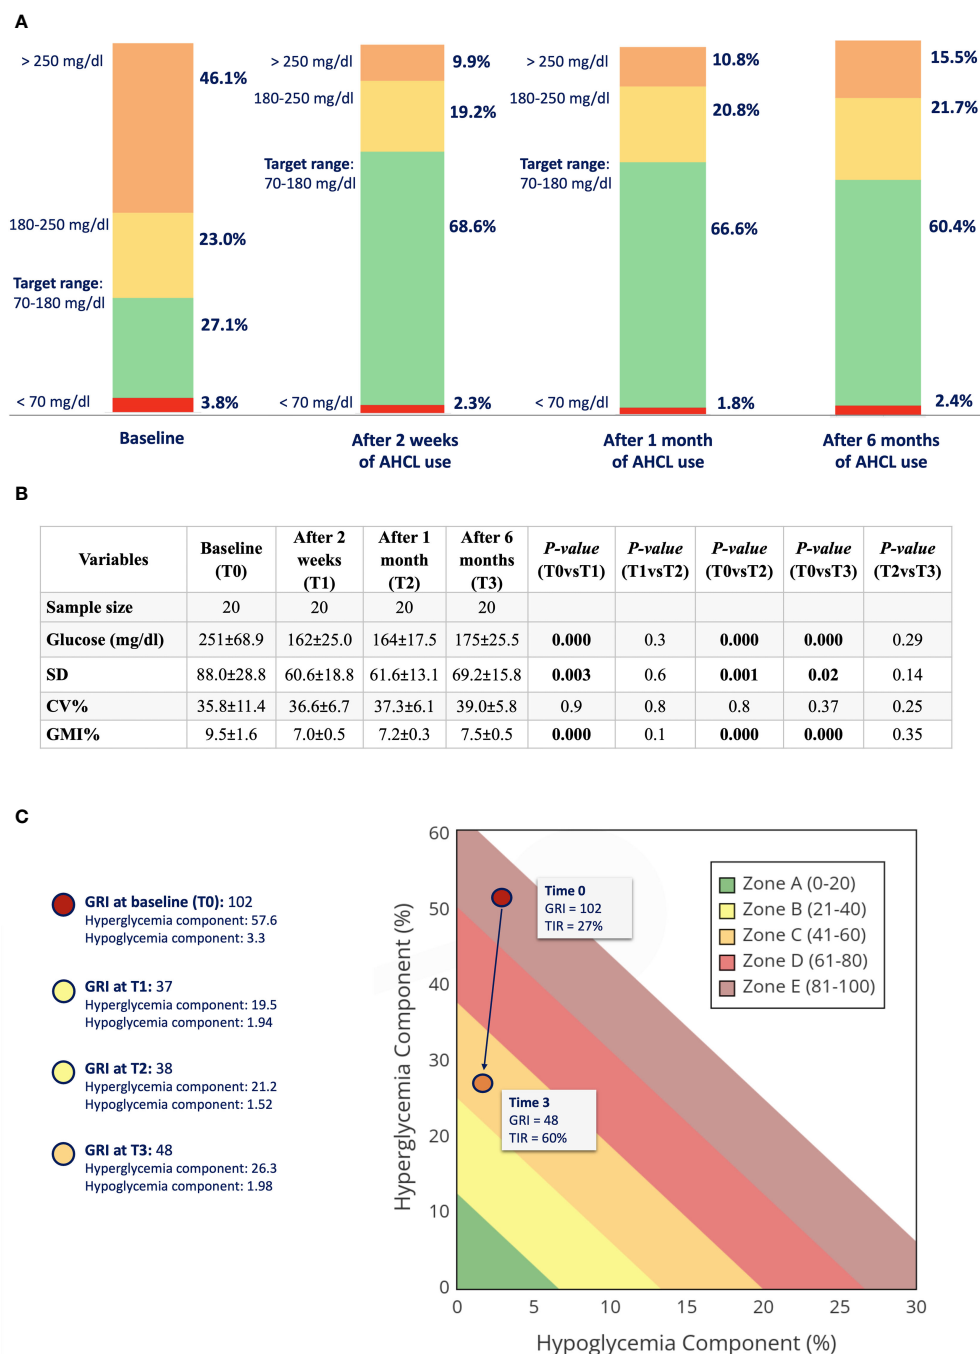 A
> 250 mg/dl
46.1%
180-250 mg/dl
23.0%
Target range:
70-180 mg/dl
27.1%
< 70 mg/dl
3.8%
Baseline
> 250 mg/dl
9.9%
180-250 mg/dl
19.2%
Target range:
70-180 mg/dl
68.6%
< 70 mg/dl
2.3%
After 2 weeks
of AHCL use
> 250 mg/dl
10.8%
180-250 mg/dl
20.8%
Target range:
70-180 mg/dl
66.6%
< 70 mg/dl
1.8%
After 1 month
of AHCL use
15.5%
21.7%
60.4%
2.4%
After 6 months
of AHCL use
B
Variables Baseline (T0) After 2 weeks (T1) After 1 month (T2) After 6 months (T3) P-value (T0vsT1) P-value (T1vsT2) P-value (T0vsT2) P-value (T0vsT3) P-value (T2vsT3)
Sample size 20 20 20 20
Glucose (mg/dl) 251±68.9 162±25.0 164±17.5 175±25.5 0.000 0.3 0.000 0.000 0.29
SD 88.0±28.8 60.6±18.8 61.6±13.1 69.2±15.8 0.003 0.6 0.001 0.02 0.14
CV% 35.8±11.4 36.6±6.7 37.3±6.1 39.0±5.8 0.9 0.8 0.8 0.37 0.25
GMI% 9.5±1.6 7.0±0.5 7.2±0.3 7.5±0.5 0.000 0.1 0.000 0.000 0.35
C
GRI at baseline (T0): 102
Hyperglycemia component: 57.6
Hypoglycemia component: 3.3
GRI at T1: 37
Hyperglycemia component: 19.5
Hypoglycemia component: 1.94
GRI at T2: 38
Hyperglycemia component: 21.2
Hypoglycemia component: 1.52
GRI at T3: 48
Hyperglycemia component: 26.3
Hypoglycemia component: 1.98
Hyperglycemia Component (%)
60
50
40
30
20
10
0
Time 0
GRI = 102
TIR = 27%
Time 3
GRI = 48
TIR = 60%
Zone A (0-20)
Zone B (21-40)
Zone C (41-60)
Zone D (61-80)
Zone E (81-100)
0 5 10 15 20 25 30
Hypoglycemia Component (%)